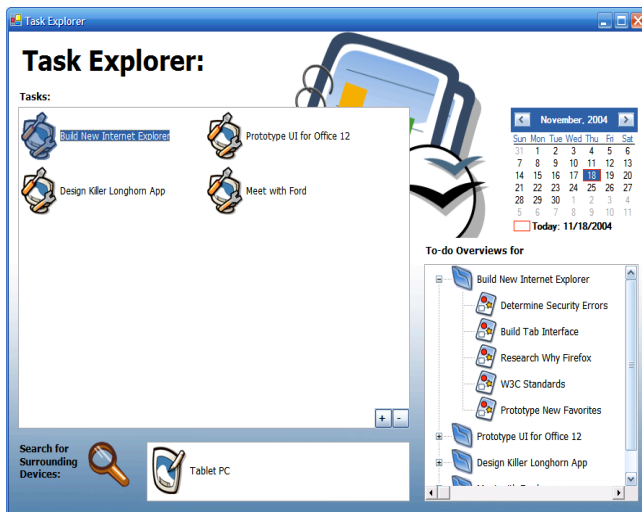 Task Explorer
Task Explorer:
Tasks:
Build New Internet Explorer
Prototype UI for Office 12
Design Killer Longhorn App
Meet with Ford
+ -
November, 2004
Sun Mon Tue Wed Thu Fri Sat
31 1 2 3 4 5 6
7 8 9 10 11 12 13
14 15 16 17 18 19 20
21 22 23 24 25 26 27
28 29 30 1 2 3 4
5 6 7 8 9 10 11
Today: 11/18/2004
To-do Overviews for
Build New Internet Explorer
Determine Security Errors
Build Tab Interface
Research Why Firefox
W3C Standards
Prototype New Favorites
Prototype UI for Office 12
Design Killer Longhorn App
Meet with Ford
Search for
Surrounding
Devices:
Tablet PC